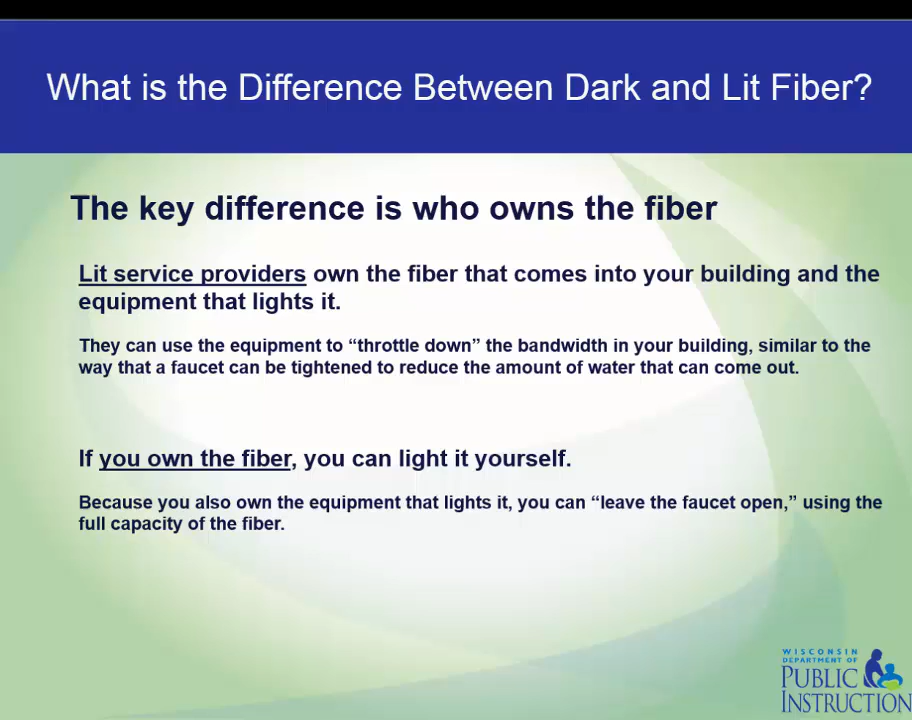 What is the Difference Between Dark and Lit Fiber?
The key difference is who owns the fiber
Lit service providers own the fiber that comes into your building and the
equipment that lights it.
They can use the equipment to “throttle down” the bandwidth in your building, similar to the
way that a faucet can be tightened to reduce the amount of water that can come out.
If you own the fiber, you can light it yourself.
Because you also own the equipment that lights it, you can “leave the faucet open,” using the
full capacity of the fiber.
WISCONSIN
DEPARTMENT OF
PUBLIC
INSTRUCTION